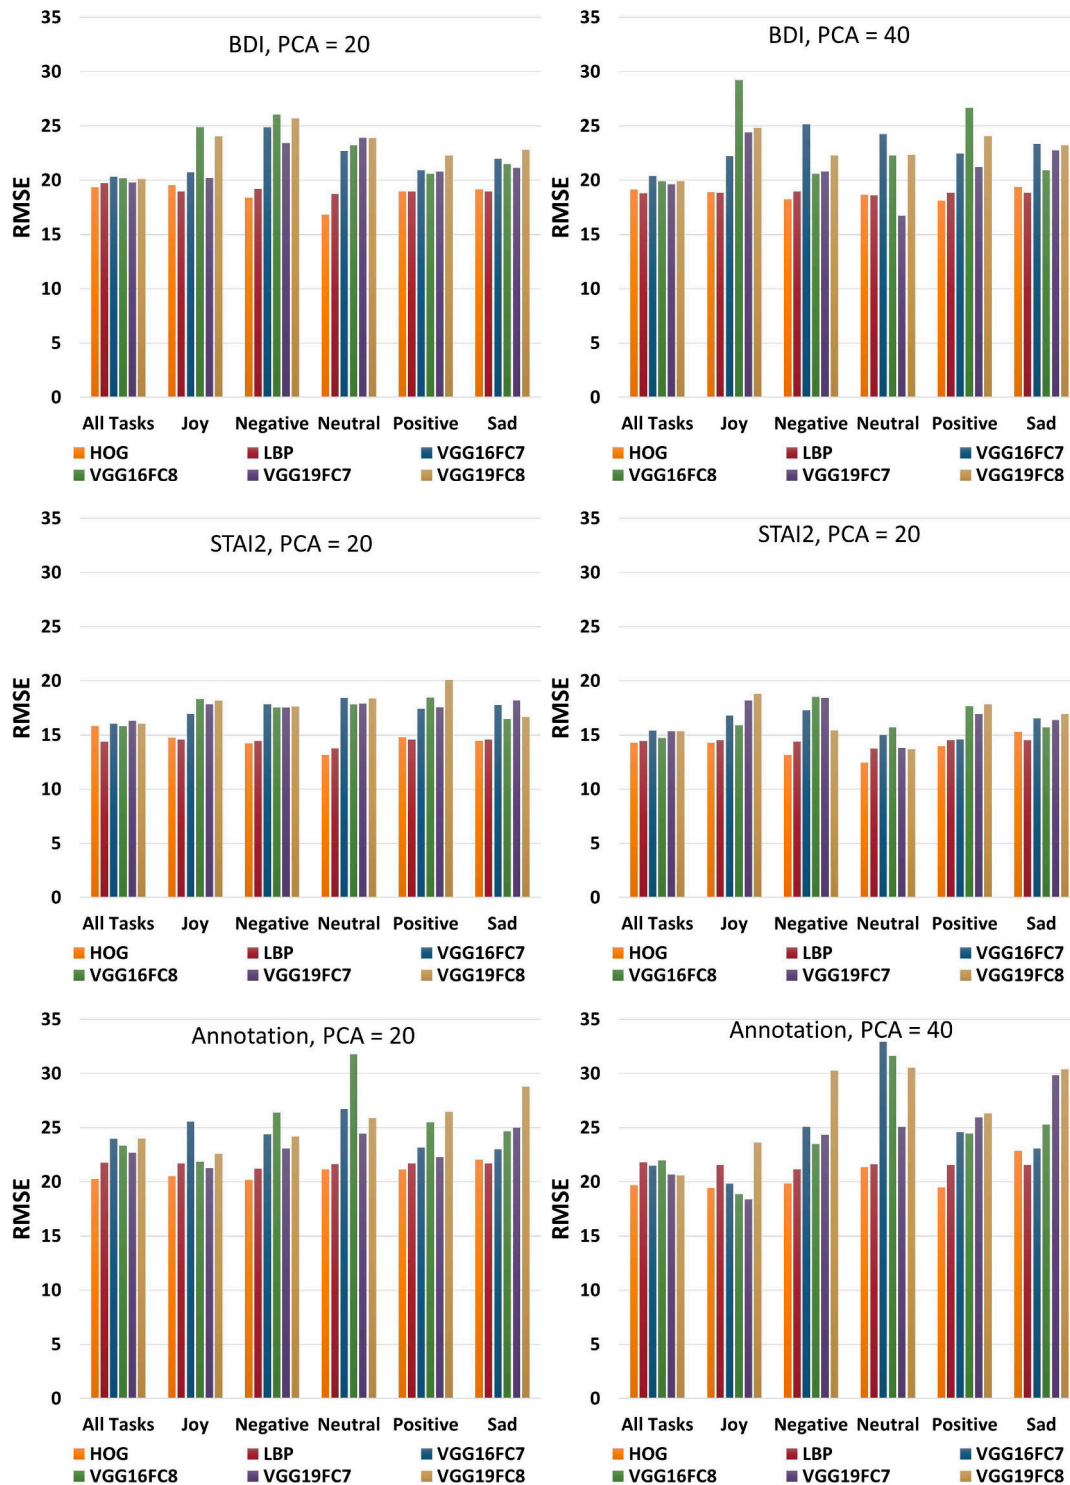 BDI, PCA = 20
35
30
25
20
15
10
5
0
RMSE
All Tasks Joy Negative Neutral Positive Sad
HOG LBP VGG16FC7
VGG16FC8 VGG19FC7 VGG19FC8
BDI, PCA = 40
35
30
25
20
15
10
5
0
RMSE
All Tasks Joy Negative Neutral Positive Sad
HOG LBP VGG16FC7
VGG16FC8 VGG19FC7 VGG19FC8
STAI2, PCA = 20
35
30
25
20
15
10
5
0
RMSE
All Tasks Joy Negative Neutral Positive Sad
HOG LBP VGG16FC7
VGG16FC8 VGG19FC7 VGG19FC8
STAI2, PCA = 20
35
30
25
20
15
10
5
0
RMSE
All Tasks Joy Negative Neutral Positive Sad
HOG LBP VGG16FC7
VGG16FC8 VGG19FC7 VGG19FC8
Annotation, PCA = 20
35
30
25
20
15
10
5
0
RMSE
All Tasks Joy Negative Neutral Positive Sad
HOG LBP VGG16FC7
VGG16FC8 VGG19FC7 VGG19FC8
Annotation, PCA = 40
35
30
25
20
15
10
5
0
RMSE
All Tasks Joy Negative Neutral Positive Sad
HOG LBP VGG16FC7
VGG16FC8 VGG19FC7 VGG19FC8